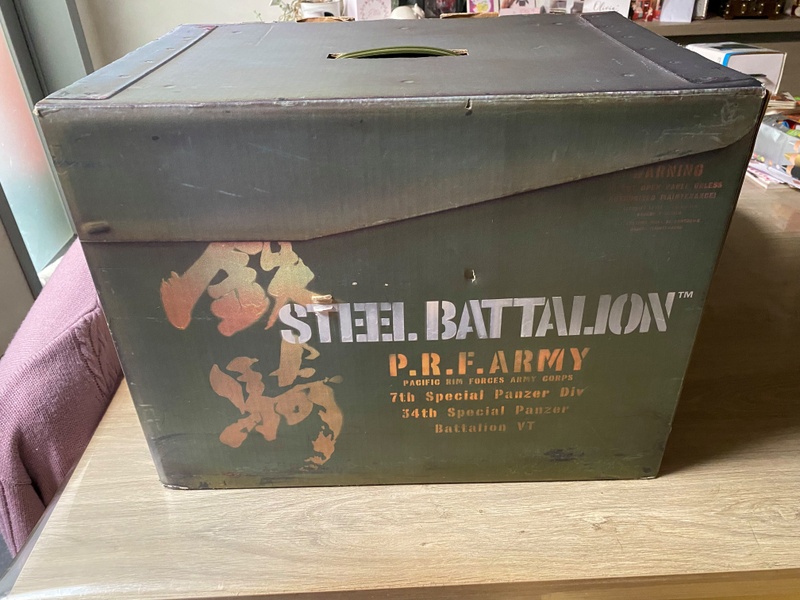 WARNING
鉄騎
STEEL BATTALION™
P.R.F.ARMY
PACIFIC RIM FORCES ARMY CORPS
7th Special Panzer Div
34th Special Panzer
Battalion VT